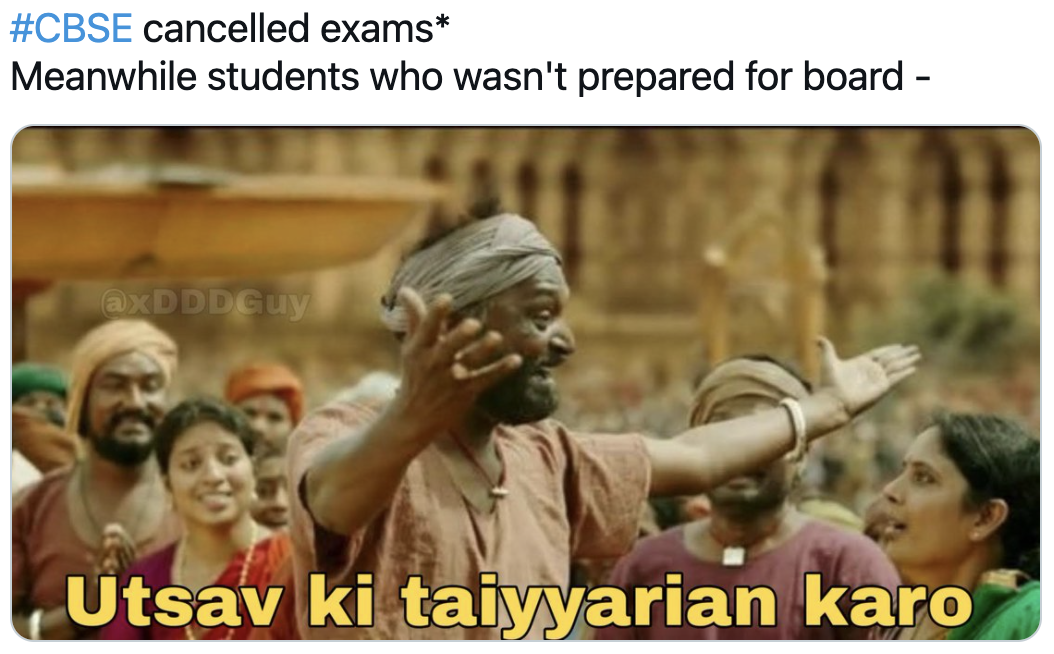 #CBSE cancelled exams*
Meanwhile students who wasn't prepared for board -
@xDDDGuy
Utsav ki taiyyarian karo